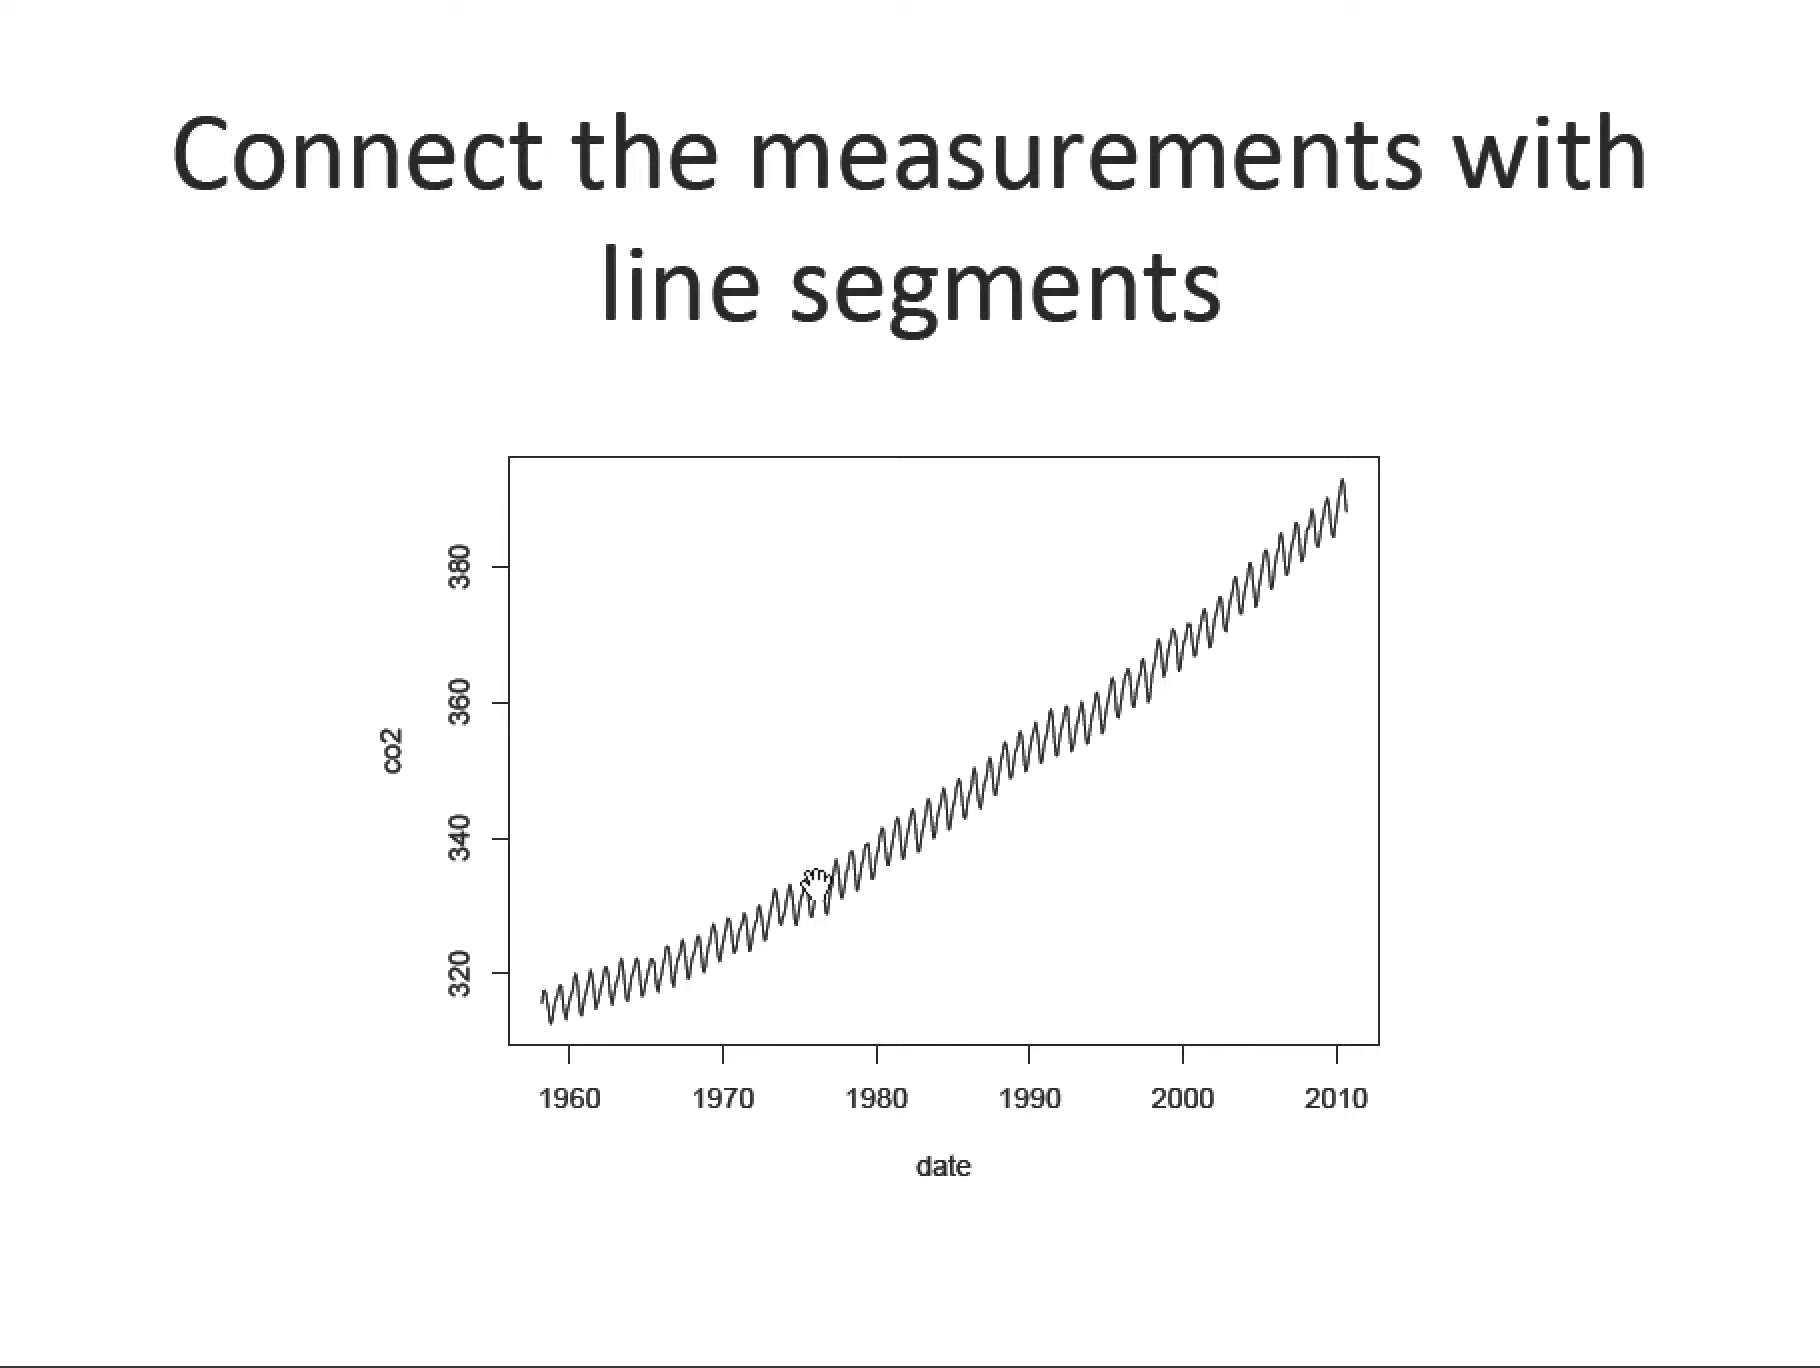 Connect the measurements with
line segments
380
360
340
320
co2
1960 1970 1980 1990 2000 2010
date